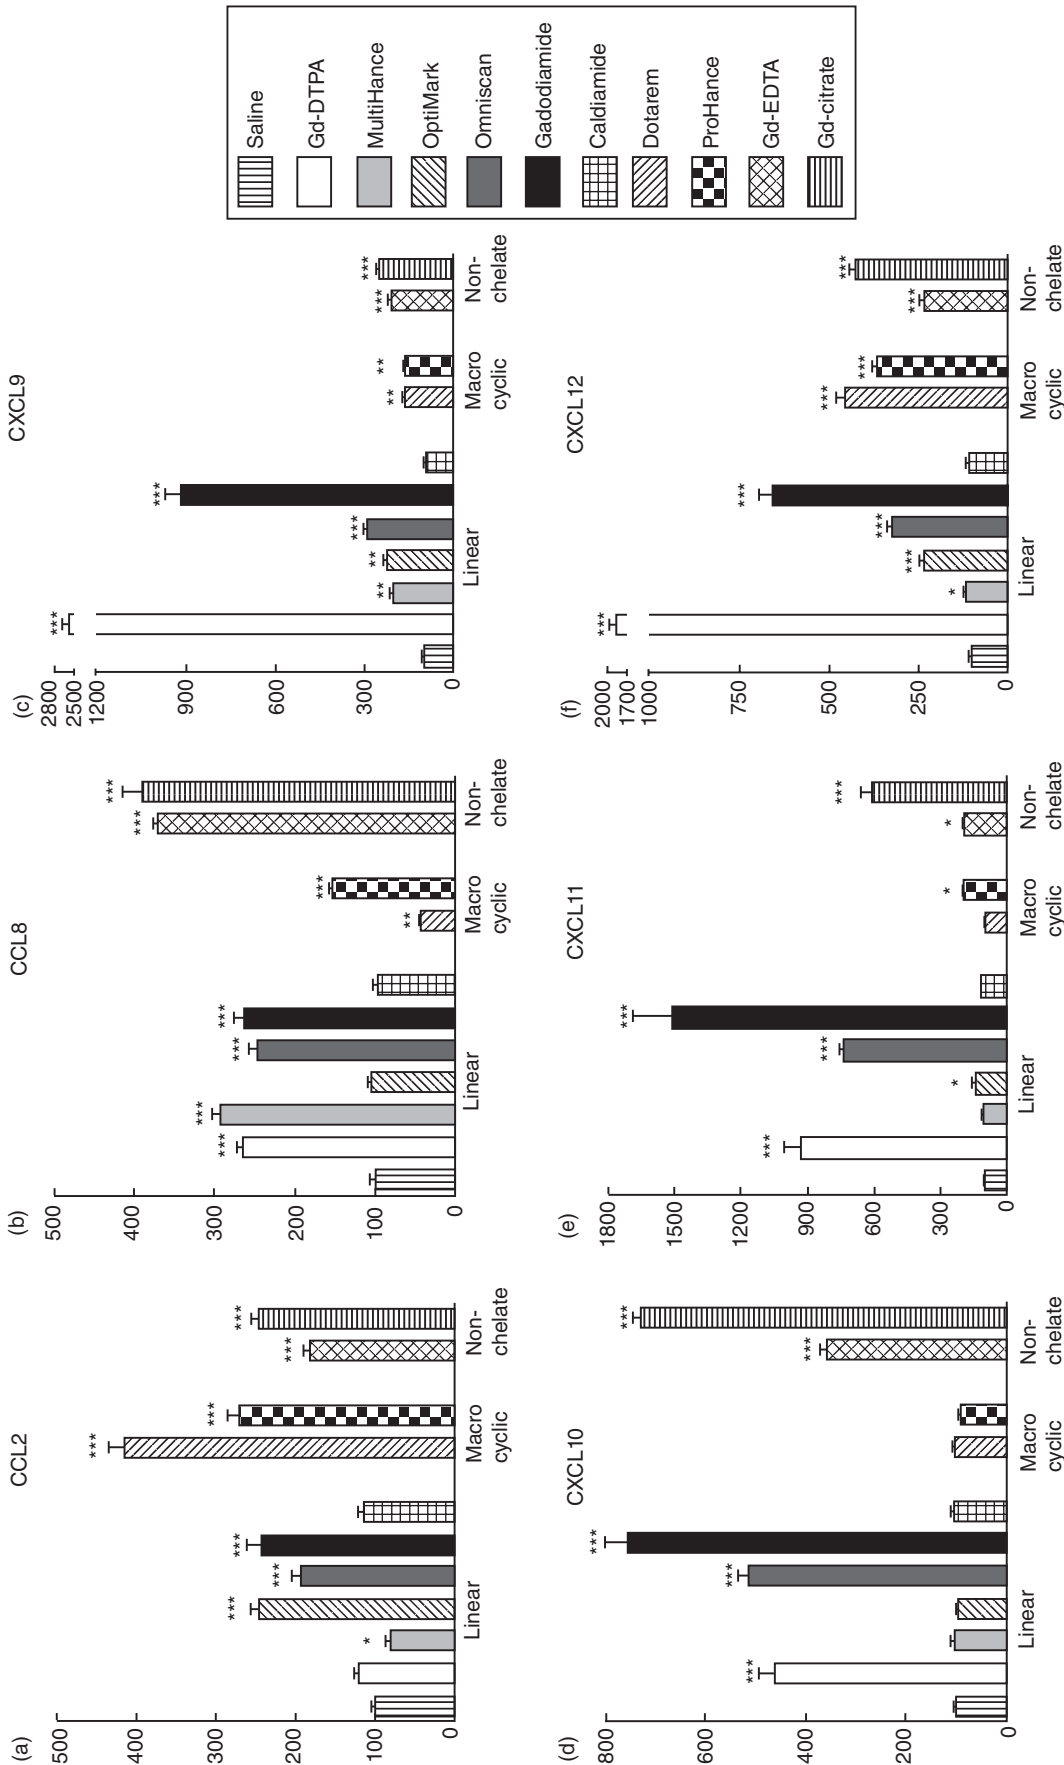 (a)
CCL2
500
400
300
200
100
0
***
***
***
***
***
***
***
*
Linear
Macro
cyclic
Non-
chelate
(b)
CCL8
500
400
300
200
100
0
***
***
***
***
**
***
***
***
Linear
Macro
cyclic
Non-
chelate
(c)
CXCL9
2800
2500
1200
900
600
300
0
***
**
**
***
***
**
**
***
***
Linear
Macro
cyclic
Non-
chelate
Saline
Gd-DTPA
MultiHance
OptiMark
Omniscan
Gadodiamide
Caldiamide
Dotarem
ProHance
Gd-EDTA
Gd-citrate
(d)
CXCL10
800
600
400
200
0
***
***
***
***
***
Linear
Macro
cyclic
Non-
chelate
(e)
CXCL11
1800
1500
1200
900
600
300
0
***
*
***
***
*
*
***
Linear
Macro
cyclic
Non-
chelate
(f)
CXCL12
2000
1700
1000
750
500
250
0
***
*
***
***
***
***
***
***
***
Linear
Macro
cyclic
Non-
chelate